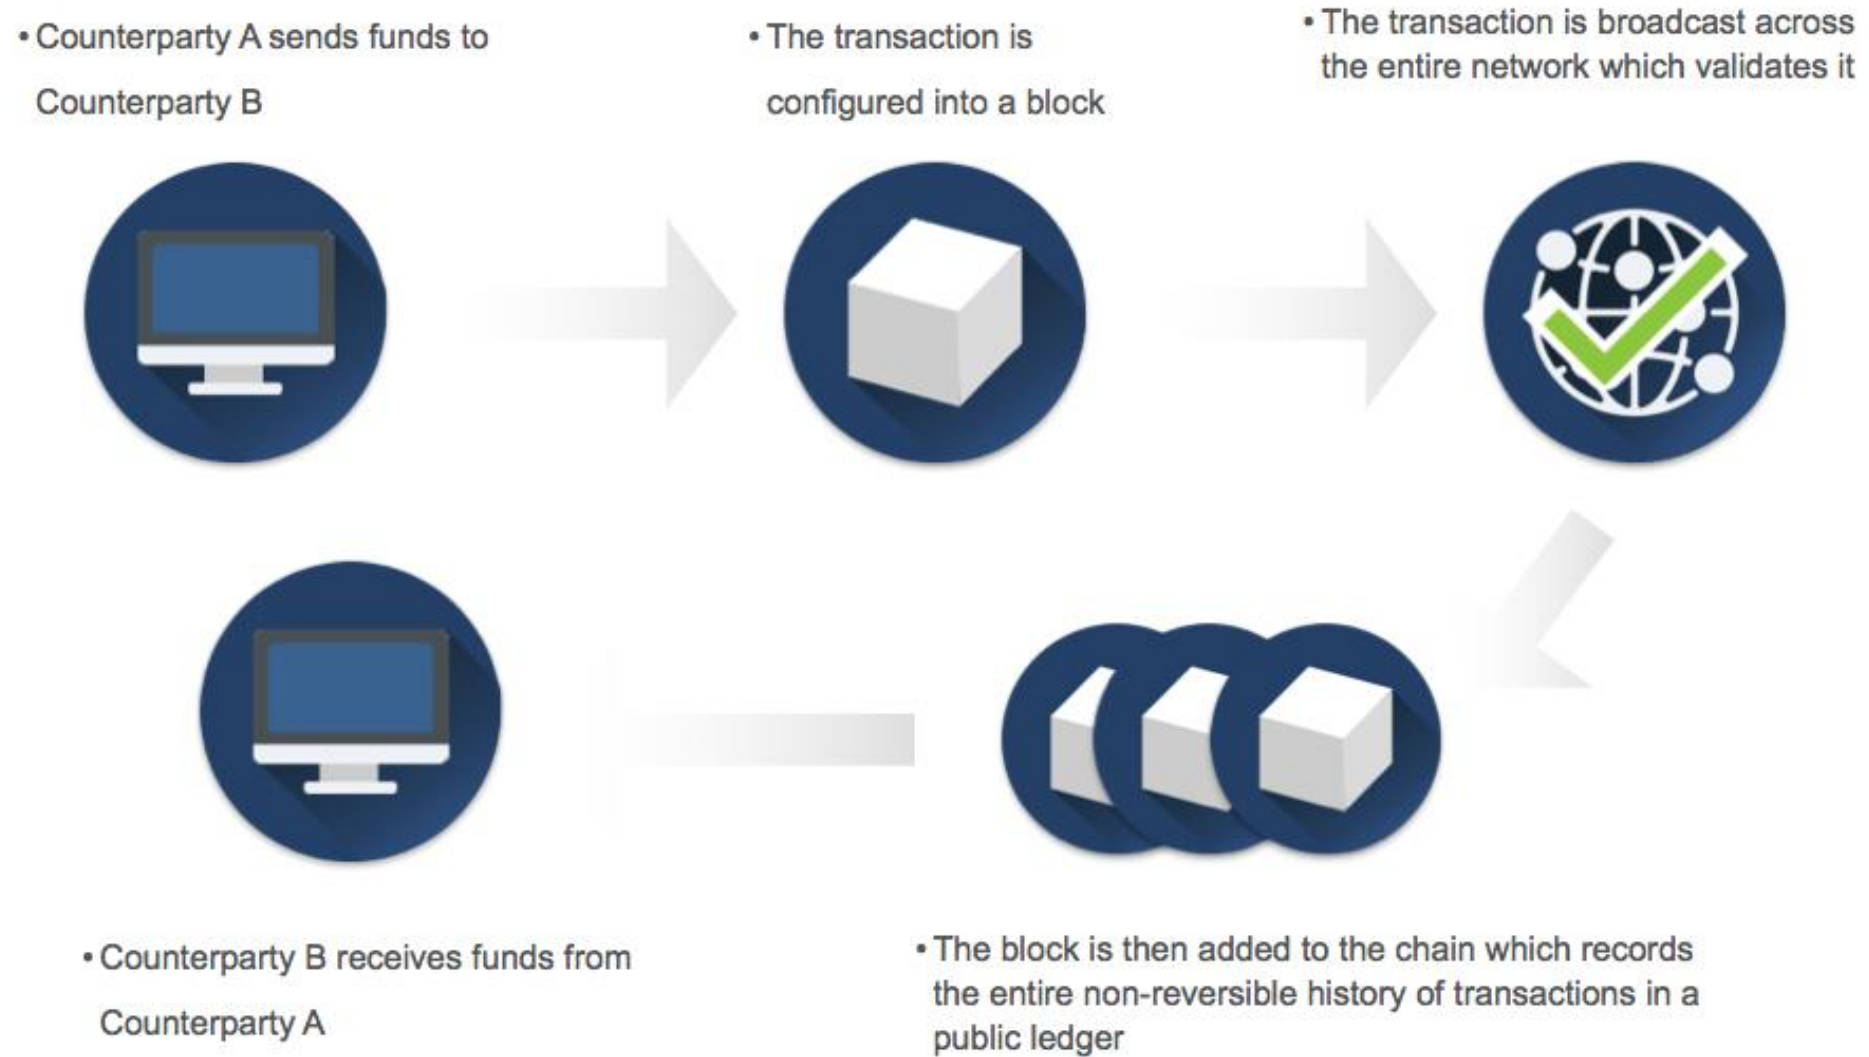 • Counterparty A sends funds to
Counterparty B
• The transaction is
configured into a block
• The transaction is broadcast across
the entire network which validates it
• The block is then added to the chain which records
the entire non-reversible history of transactions in a
public ledger
• Counterparty B receives funds from
Counterparty A